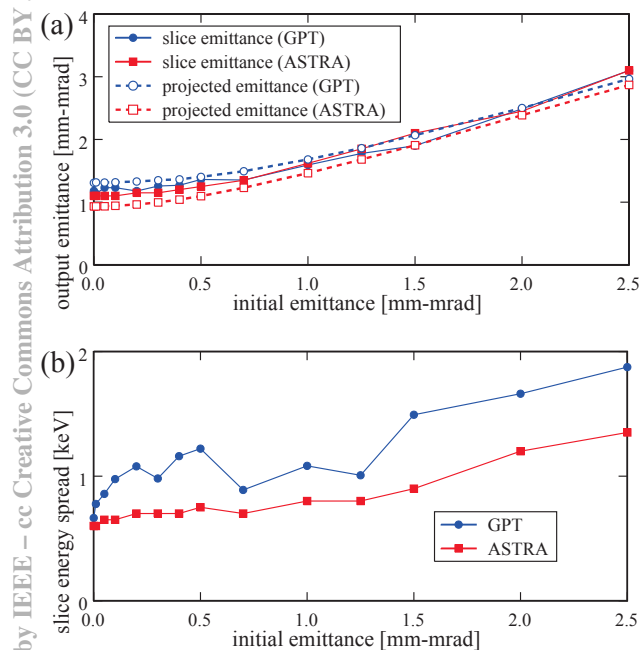 by IEEE – cc Creative Commons Attribution 3.0 (CC BY
(a)
slice emittance (GPT)
slice emittance (ASTRA)
projected emittance (GPT)
projected emittance (ASTRA)
output emittance [mm-mrad]
4
3
2
1
0
0.0 0.5 1.0 1.5 2.0 2.5
initial emittance [mm-mrad]
(b)
slice energy spread [keV]
2
1
0
GPT
ASTRA
0.0 0.5 1.0 1.5 2.0 2.5
initial emittance [mm-mrad]